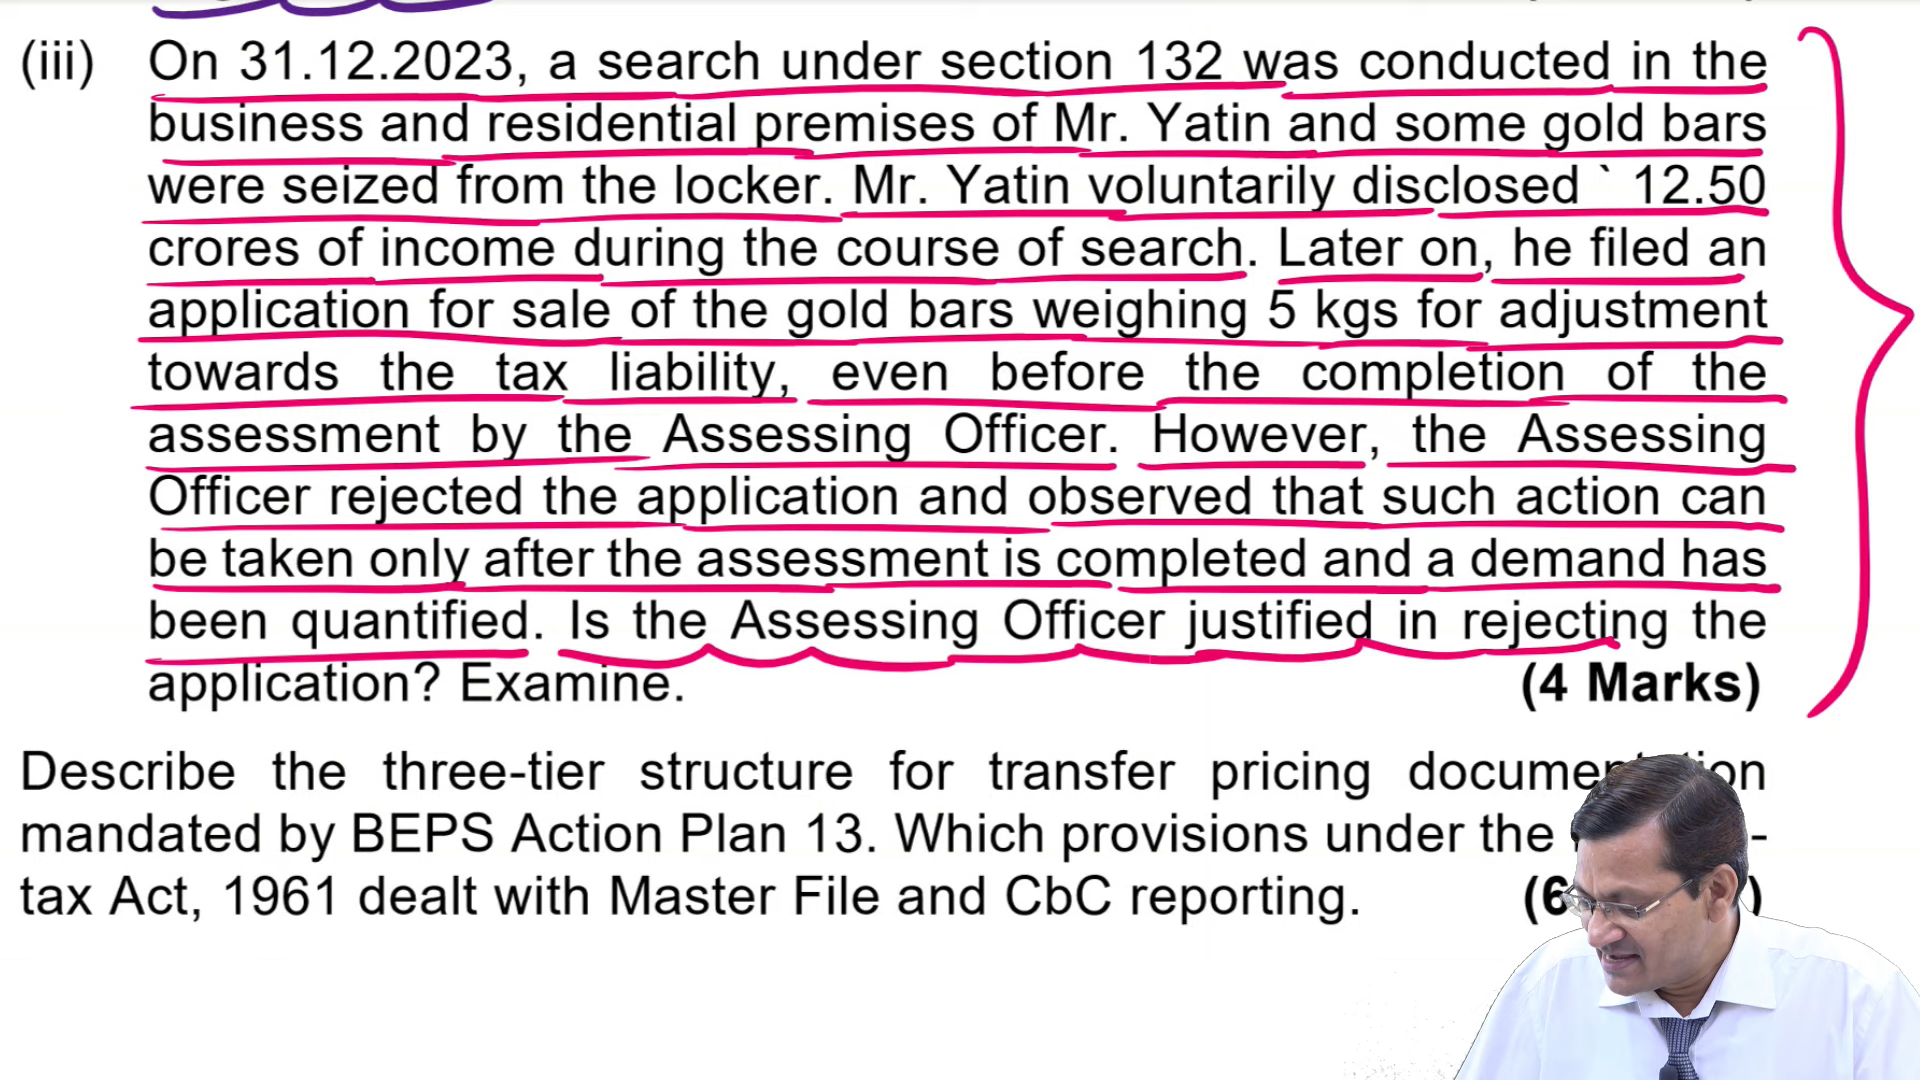 (iii) On 31.12.2023, a search under section 132 was conducted in the
business and residential premises of Mr. Yatin and some gold bars
were seized from the locker. Mr. Yatin voluntarily disclosed ` 12.50
crores of income during the course of search. Later on, he filed an
application for sale of the gold bars weighing 5 kgs for adjustment
towards the tax liability, even before the completion of the
assessment by the Assessing Officer. However, the Assessing
Officer rejected the application and observed that such action can
be taken only after the assessment is completed and a demand has
been quantified. Is the Assessing Officer justified in rejecting the
application? Examine. (4 Marks)
Describe the three-tier structure for transfer pricing
mandated by BEPS Action Plan 13. Which provisions under the
tax Act, 1961 dealt with Master File and CbC reporting. (6